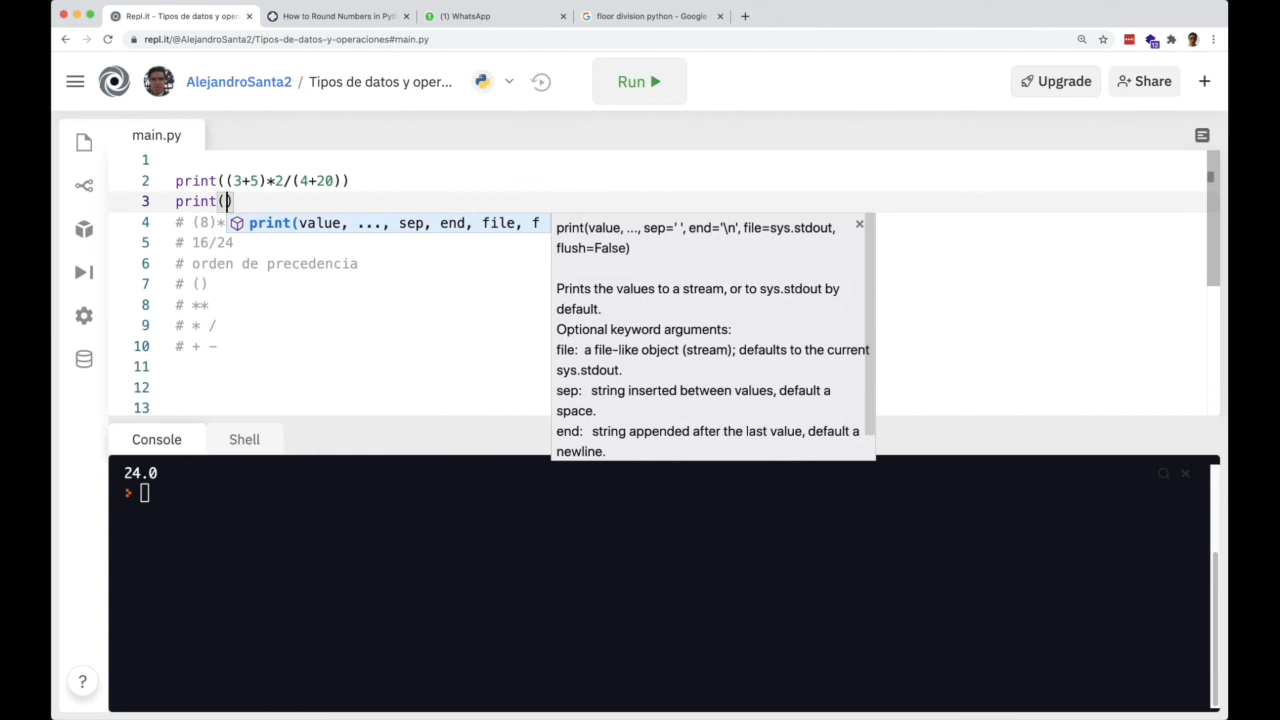 Repl.it - Tipos de datos y oper
How to Round Numbers in Pyt
(1) WhatsApp
floor division python - Google
repl.it/@AlejandroSanta2/Tipos-de-datos-y-operaciones#main.py
12
AlejandroSanta2 / Tipos de datos y oper...
Run
Upgrade
Share
main.py
1
2 print((3+5)*2/(4+20))
3 print()
4 # (8)*
print(value, ..., sep, end, file, f
5 # 16/24
6 # orden de precedencia
7 # ()
8 # **
9 # * /
10 # + -
11
12
13
print(value, ..., sep=' ', end='\n', file=sys.stdout,
flush=False)
Prints the values to a stream, or to sys.stdout by
default.
Optional keyword arguments:
file: a file-like object (stream); defaults to the current
sys.stdout.
sep: string inserted between values, default a
space.
end: string appended after the last value, default a
newline.
Console
Shell
24.0
?